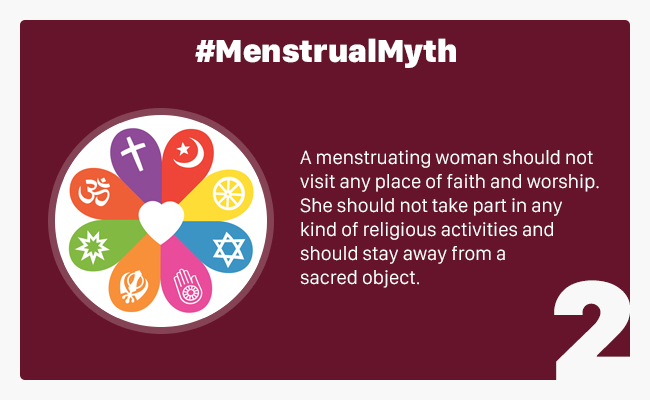 #MenstrualMyth
A menstruating woman should not
visit any place of faith and worship.
She should not take part in any
kind of religious activities and
should stay away from a
sacred object.
ॐ
2